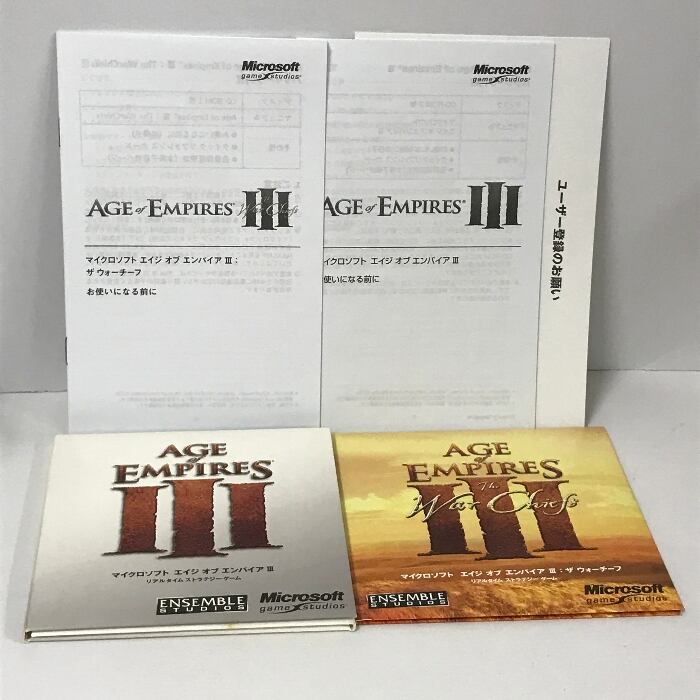 Microsoft
game studios
AGE of EMPIRES III
The WarChiefs
マイクロソフト エイジ オブ エンパイア III：
ザ ウォーチーフ
お使いになる前に
Microsoft
game studios
AGE of EMPIRES III
イクロソフト エイジ オブ エンパイア III
使いになる前に
ユーザー登録のお願い
AGE
of
EMPIRES
III
マイクロソフト エイジ オブ エンパイア III
リアルタイム ストラテジー ゲーム
ENSEMBLE
STUDIOS
Microsoft
game studios
AGE
of
EMPIRES
III
The
WarChiefs
マイクロソフト エイジ オブ エンパイア III：ザ ウォーチーフ
リアルタイム ストラテジー ゲーム
ENSEMBLE
STUDIOS
Microsoft
game studios